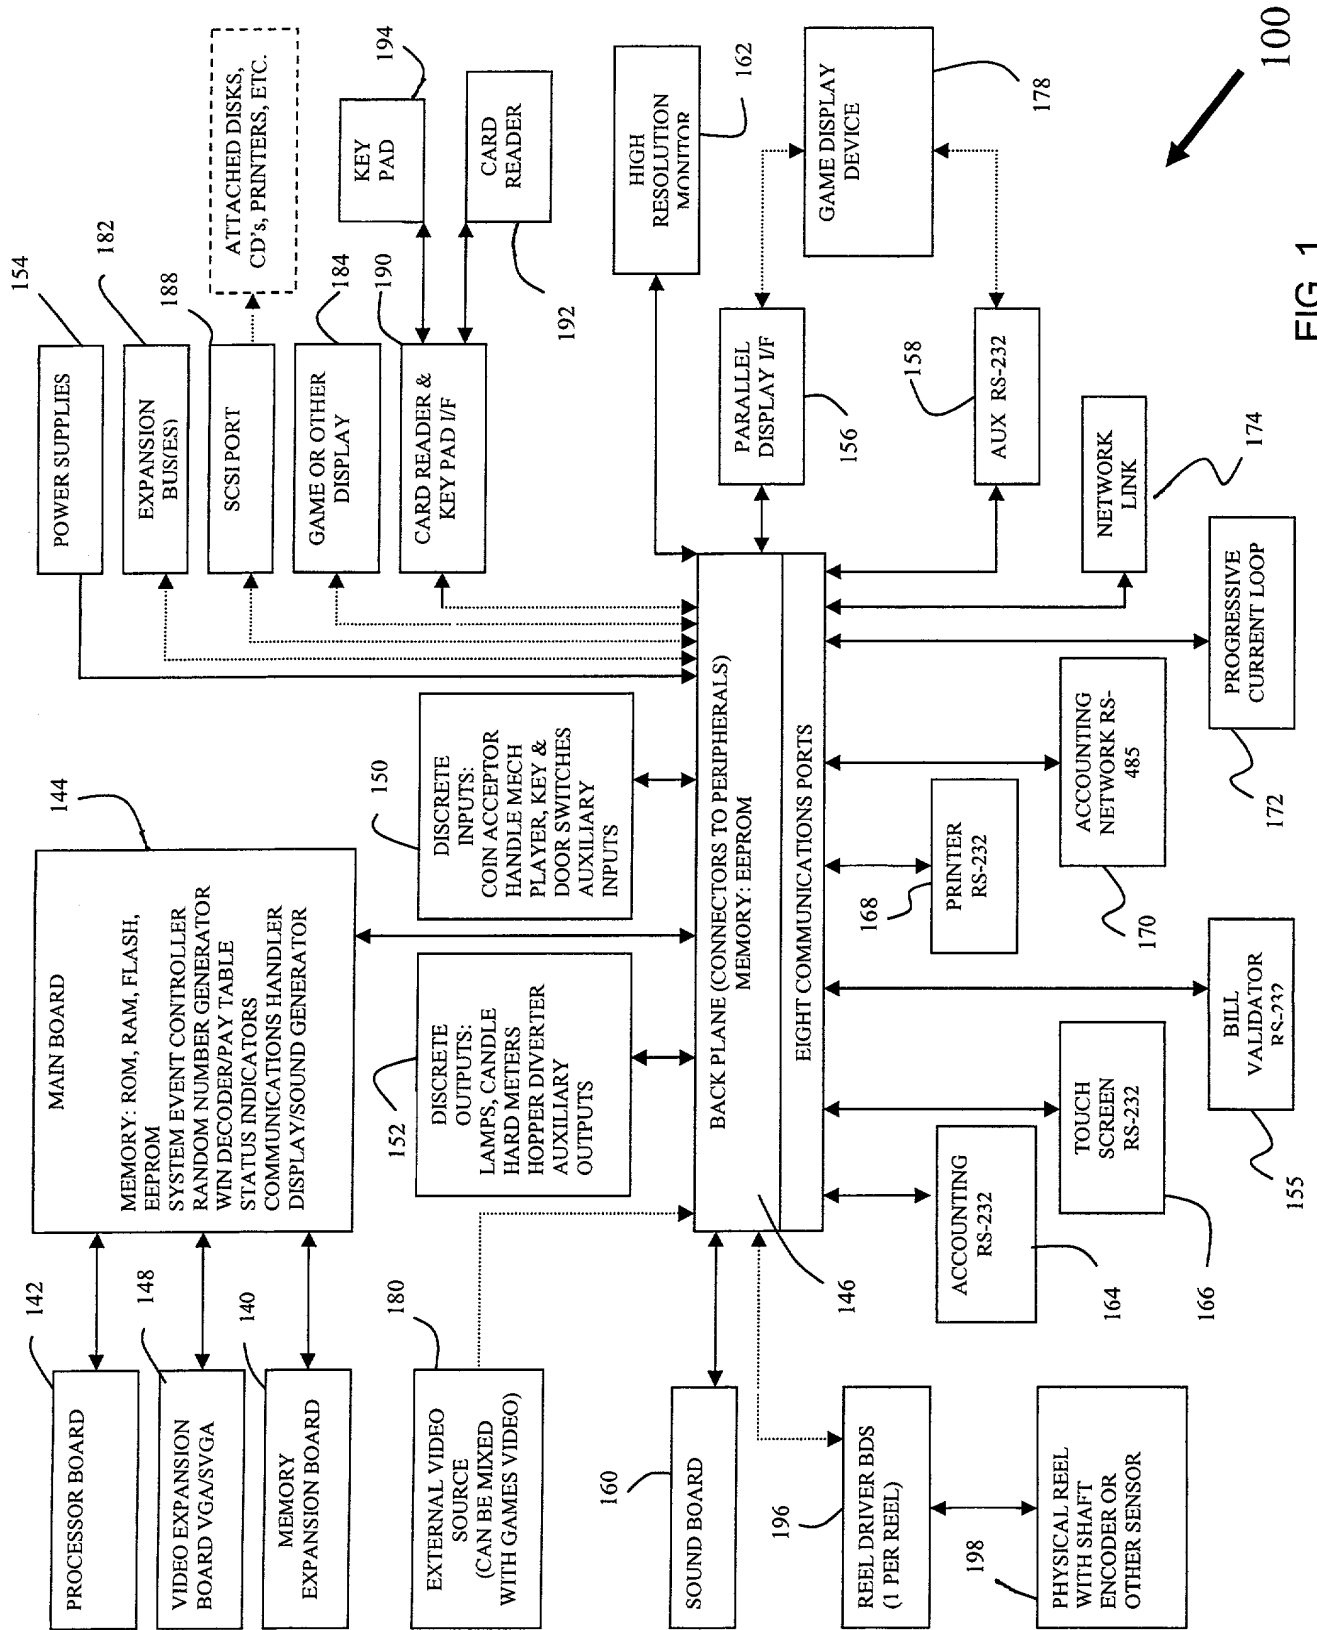 PROCESSOR BOARD
142
VIDEO EXPANSION
BOARD VGA/SVGA
148
MEMORY
EXPANSION BOARD
140
MAIN BOARD
MEMORY: ROM, RAM, FLASH,
EEPROM
SYSTEM EVENT CONTROLLER
RANDOM NUMBER GENERATOR
WIN DECODER/PAY TABLE
STATUS INDICATORS
COMMUNICATIONS HANDLER
DISPLAY/SOUND GENERATOR
144
POWER SUPPLIES
154
EXPANSION
BUS(ES)
182
SCSI PORT
188
ATTACHED DISKS,
CD's, PRINTERS, ETC.
GAME OR OTHER
DISPLAY
184
CARD READER &
KEY PAD I/F
190
KEY
PAD
194
CARD
READER
192
EXTERNAL VIDEO
SOURCE
(CAN BE MIXED
WITH GAMES VIDEO)
180
DISCRETE
OUTPUTS:
LAMPS, CANDLE
HARD METERS
HOPPER DIVERTER
AUXILIARY
OUTPUTS
152
DISCRETE
INPUTS:
COIN ACCEPTOR
HANDLE MECH
PLAYER, KEY &
DOOR SWITCHES
AUXILIARY
INPUTS
150
HIGH
RESOLUTION
MONITOR
162
SOUND BOARD
160
BACK PLANE (CONNECTORS TO PERIPHERALS)
MEMORY: EEPROM
EIGHT COMMUNICATIONS PORTS
146
PARALLEL
DISPLAY I/F
156
GAME DISPLAY
DEVICE
178
REEL DRIVER BDS
(1 PER REEL)
196
PHYSICAL REEL
WITH SHAFT
ENCODER OR
OTHER SENSOR
198
ACCOUNTING
RS-232
164
TOUCH
SCREEN
RS-232
166
BILL
VALIDATOR
RS-232
155
PRINTER
RS-232
168
ACCOUNTING
NETWORK RS-
485
170
PROGRESSIVE
CURRENT LOOP
172
NETWORK
LINK
174
AUX RS-232
158
100
FIG. 1